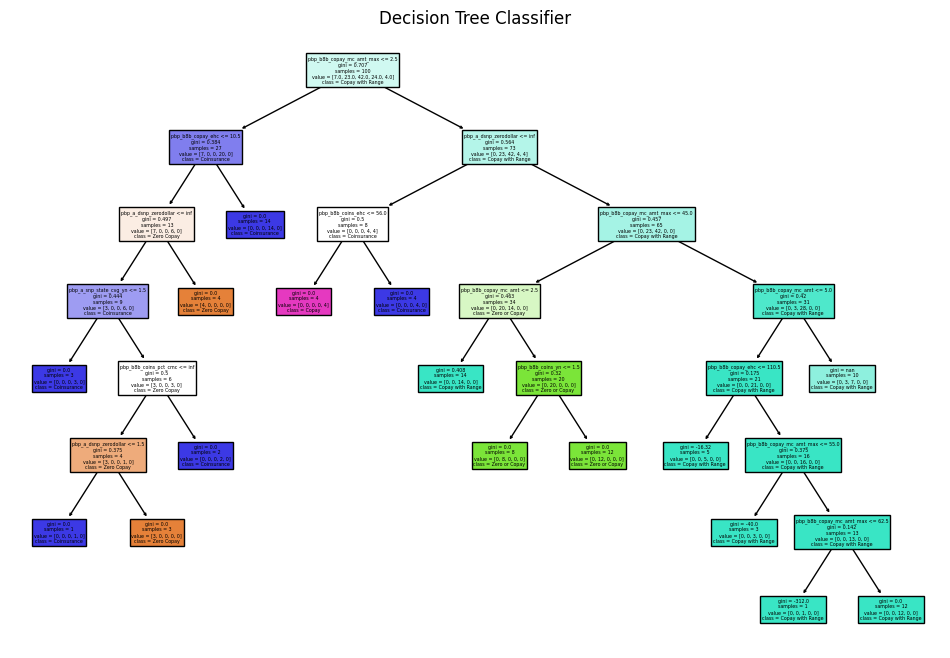 Decision Tree Classifier
pbp_b8b_copay_mc_amt_max <= 2.5
gini = 0.707
samples = 100
value = [7.0, 23.0, 42.0, 24.0, 4.0]
class = Copay with Range
pbp_b8b_copay_ehc <= 10.5
gini = 0.384
samples = 27
value = [7, 0, 0, 20, 0]
class = Coinsurance
pbp_a_dsnp_zerodollar <= inf
gini = 0.564
samples = 73
value = [0, 23, 42, 4, 4]
class = Copay with Range
pbp_a_dsnp_zerodollar <= inf
gini = 0.497
samples = 13
value = [7, 0, 0, 6, 0]
class = Zero Copay
gini = 0.0
samples = 14
value = [0, 0, 0, 14, 0]
class = Coinsurance
pbp_b8b_coins_ehc <= 56.0
gini = 0.5
samples = 8
value = [0, 0, 0, 4, 4]
class = Coinsurance
pbp_b8b_copay_mc_amt_max <= 45.0
gini = 0.457
samples = 65
value = [0, 23, 42, 0, 0]
class = Copay with Range
pbp_a_snp_state_cvg_yn <= 1.5
gini = 0.444
samples = 9
value = [3, 0, 0, 6, 0]
class = Coinsurance
gini = 0.0
samples = 4
value = [4, 0, 0, 0, 0]
class = Zero Copay
gini = 0.0
samples = 4
value = [0, 0, 0, 0, 4]
class = Copay
gini = 0.0
samples = 4
value = [0, 0, 0, 4, 0]
class = Coinsurance
pbp_b8b_copay_mc_amt <= 2.5
gini = 0.463
samples = 34
value = [0, 20, 14, 0, 0]
class = Zero or Copay
pbp_b8b_copay_mc_amt <= 5.0
gini = 0.42
samples = 31
value = [0, 3, 28, 0, 0]
class = Copay with Range
gini = 0.0
samples = 3
value = [0, 0, 0, 3, 0]
class = Coinsurance
pbp_b8b_coins_pct_cmc <= inf
gini = 0.5
samples = 6
value = [3, 0, 0, 3, 0]
class = Zero Copay
gini = 0.408
samples = 14
value = [0, 0, 14, 0, 0]
class = Copay with Range
pbp_b8b_coins_yn <= 1.5
gini = 0.32
samples = 20
value = [0, 20, 0, 0, 0]
class = Zero or Copay
pbp_b8b_copay_ehc <= 110.5
gini = 0.175
samples = 21
value = [0, 0, 21, 0, 0]
class = Copay with Range
gini = nan
samples = 10
value = [0, 3, 7, 0, 0]
class = Copay with Range
pbp_a_dsnp_zerodollar <= 1.5
gini = 0.375
samples = 4
value = [3, 0, 0, 1, 0]
class = Zero Copay
gini = 0.0
samples = 2
value = [0, 0, 0, 2, 0]
class = Coinsurance
gini = 0.0
samples = 8
value = [0, 8, 0, 0, 0]
class = Zero or Copay
gini = 0.0
samples = 12
value = [0, 12, 0, 0, 0]
class = Zero or Copay
gini = -16.32
samples = 5
value = [0, 0, 5, 0, 0]
class = Copay with Range
pbp_b8b_copay_mc_amt_max <= 55.0
gini = 0.375
samples = 16
value = [0, 0, 16, 0, 0]
class = Copay with Range
gini = 0.0
samples = 1
value = [0, 0, 0, 1, 0]
class = Coinsurance
gini = 0.0
samples = 3
value = [3, 0, 0, 0, 0]
class = Zero Copay
gini = -40.0
samples = 3
value = [0, 0, 3, 0, 0]
class = Copay with Range
pbp_b8b_copay_mc_amt_max <= 62.5
gini = 0.142
samples = 13
value = [0, 0, 13, 0, 0]
class = Copay with Range
gini = -312.0
samples = 1
value = [0, 0, 1, 0, 0]
class = Copay with Range
gini = 0.0
samples = 12
value = [0, 0, 12, 0, 0]
class = Copay with Range